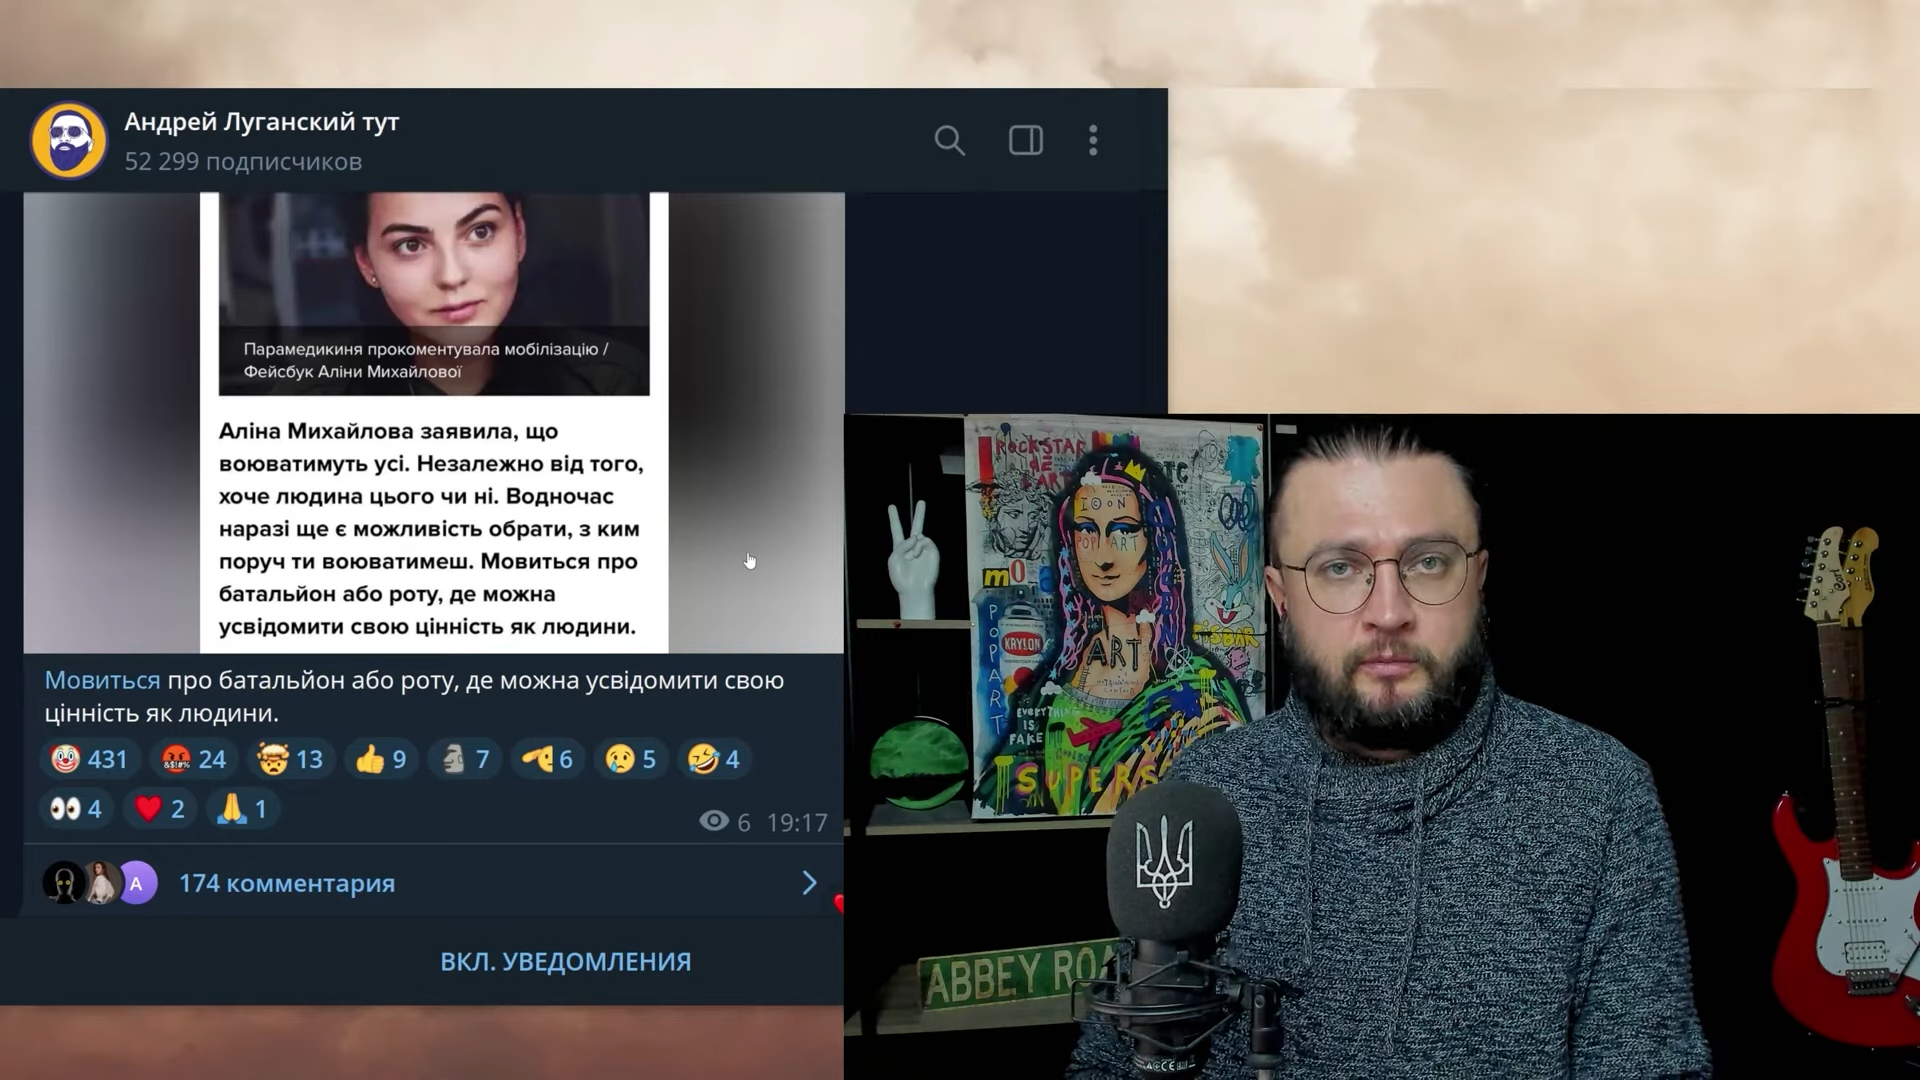 Андрей Луганский тут
52 299 подписчиков
Парамедикиня прокоментувала мобілізацію /
Фейсбук Аліни Михайлової
Аліна Михайлова заявила, що
воюватимуть усі. Незалежно від того,
хоче людина цього чи ні. Водночас
наразі ще є можливість обрати, з ким
поруч ти воюватимеш. Мовиться про
батальйон або роту, де можна
усвідомити свою цінність як людини.
Мовиться про батальйон або роту, де можна усвідомити свою
цінність як людини.
431 24 13 9 7 6 5 4
4 2 1
6 19:17
A
174 комментария
ВКЛ. УВЕДОМЛЕНИЯ
ROCKSTAR
de
L'ART
POP ART
KRYLON
POPART
ART
EVERYTHING
IS
FAKE
SUPERS
ABBEY ROA